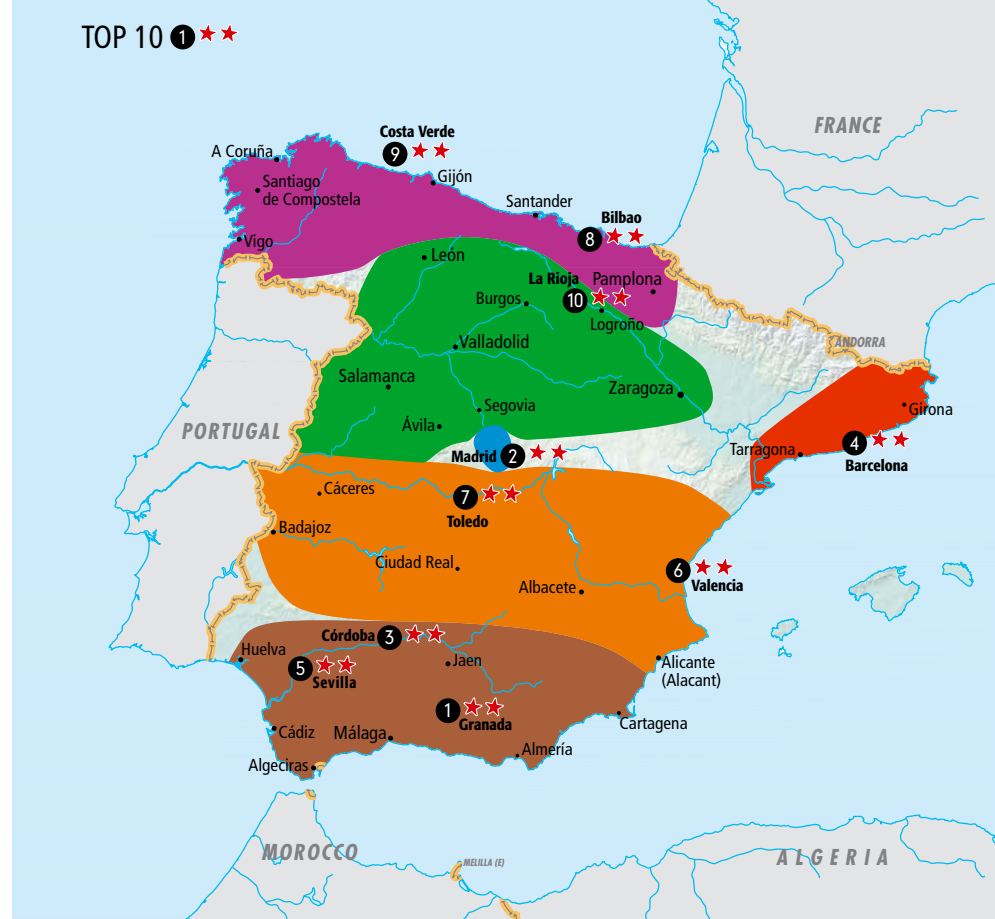 TOP 10 1
FRANCE
Costa Verde
9
A Coruña
Gijón
Santiago
de Compostela
Santander
Bilbao
8
Vigo
León
La Rioja
Pamplona
10
Burgos
Logroño
ANDORRA
Valladolid
Salamanca
Zaragoza
Segovia
Girona
Ávila
PORTUGAL
4
Tarragona
Madrid 2
Barcelona
Cáceres
7
Toledo
Badajoz
Ciudad Real
6
Albacete
Valencia
Córdoba 3
Huelva
Jaen
Alicante
(Alacant)
5
Sevilla
1
Granada
Cartagena
Cádiz
Málaga
Almería
Algeciras
MOROCCO
MELILLA (E)
ALGERIA